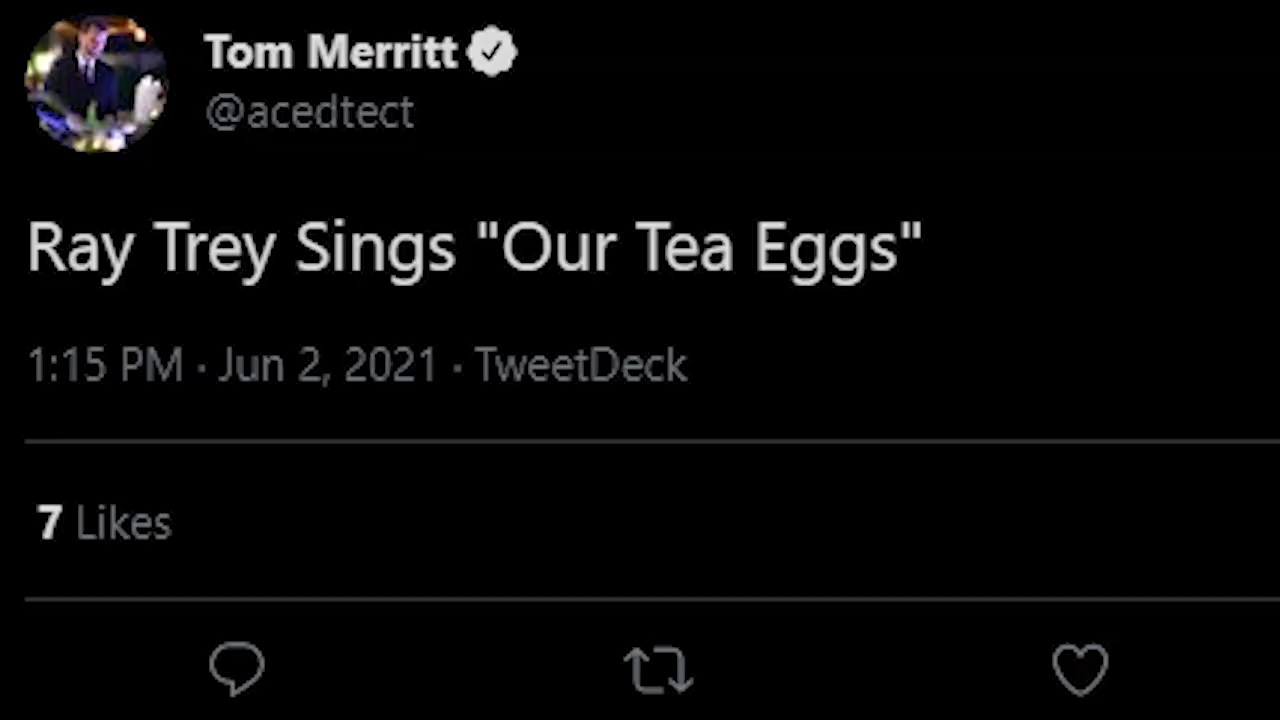 Tom Merritt
@acedtect
Ray Trey Sings "Our Tea Eggs"
1:15 PM · Jun 2, 2021 · TweetDeck
7 Likes